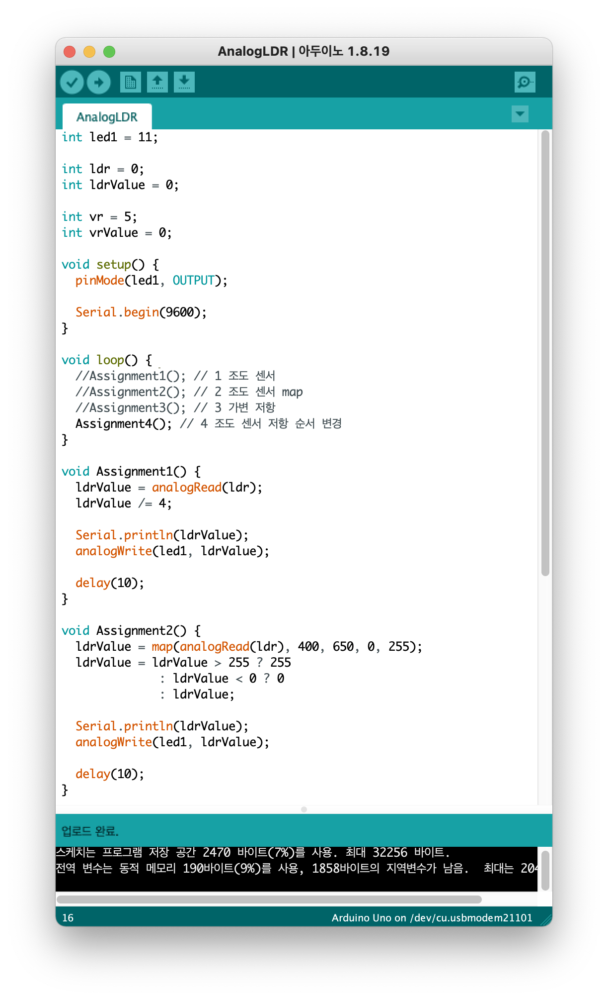 AnalogLDR | 아두이노 1.8.19
AnalogLDR
int led1 = 11;
int ldr = 0;
int ldrValue = 0;
int vr = 5;
int vrValue = 0;
void setup() {
  pinMode(led1, OUTPUT);
  Serial.begin(9600);
}
void loop() {
  //Assignment1(); // 1 조도 센서
  //Assignment2(); // 2 조도 센서 map
  //Assignment3(); // 3 가변 저항
  Assignment4(); // 4 조도 센서 저항 순서 변경
}
void Assignment1() {
  ldrValue = analogRead(ldr);
  ldrValue /= 4;
  Serial.println(ldrValue);
  analogWrite(led1, ldrValue);
  delay(10);
}
void Assignment2() {
  ldrValue = map(analogRead(ldr), 400, 650, 0, 255);
  ldrValue = ldrValue > 255 ? 255
              : ldrValue < 0 ? 0
              : ldrValue;
  Serial.println(ldrValue);
  analogWrite(led1, ldrValue);
  delay(10);
}
업로드 완료.
스케치는 프로그램 저장 공간 2470 바이트(7%)를 사용. 최대 32256 바이트.
전역 변수는 동적 메모리 190바이트(9%)를 사용, 1858바이트의 지역변수가 남음.  최대는 204
16
Arduino Uno on /dev/cu.usbmodem21101